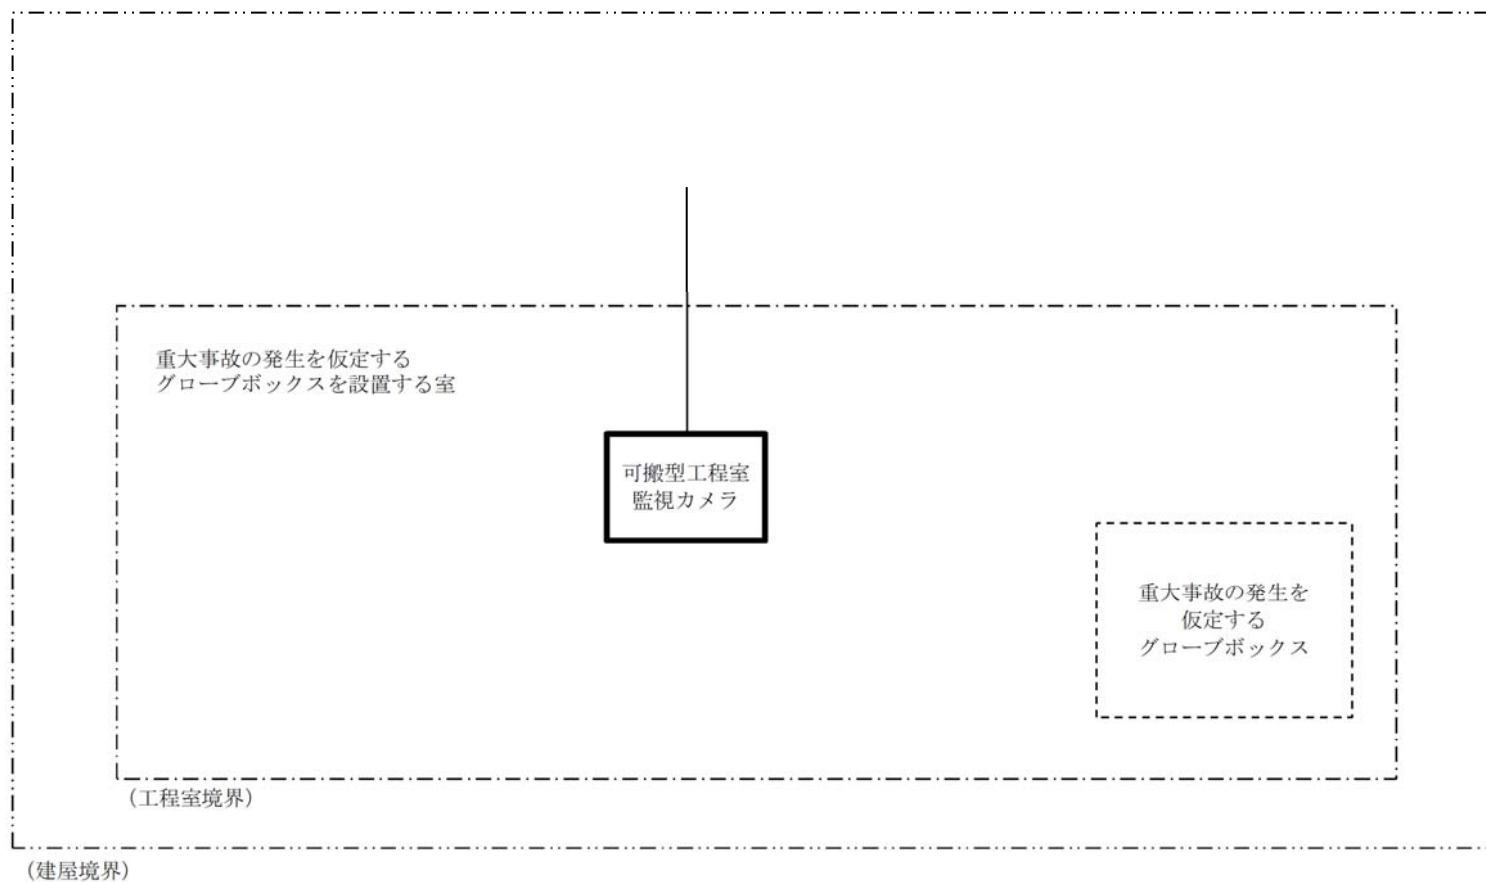 重大事故の発生を仮定する
グローブボックスを設置する室
可搬型工程室
監視カメラ
重大事故の発生を
仮定する
グローブボックス
(工程室境界)
(建屋境界)